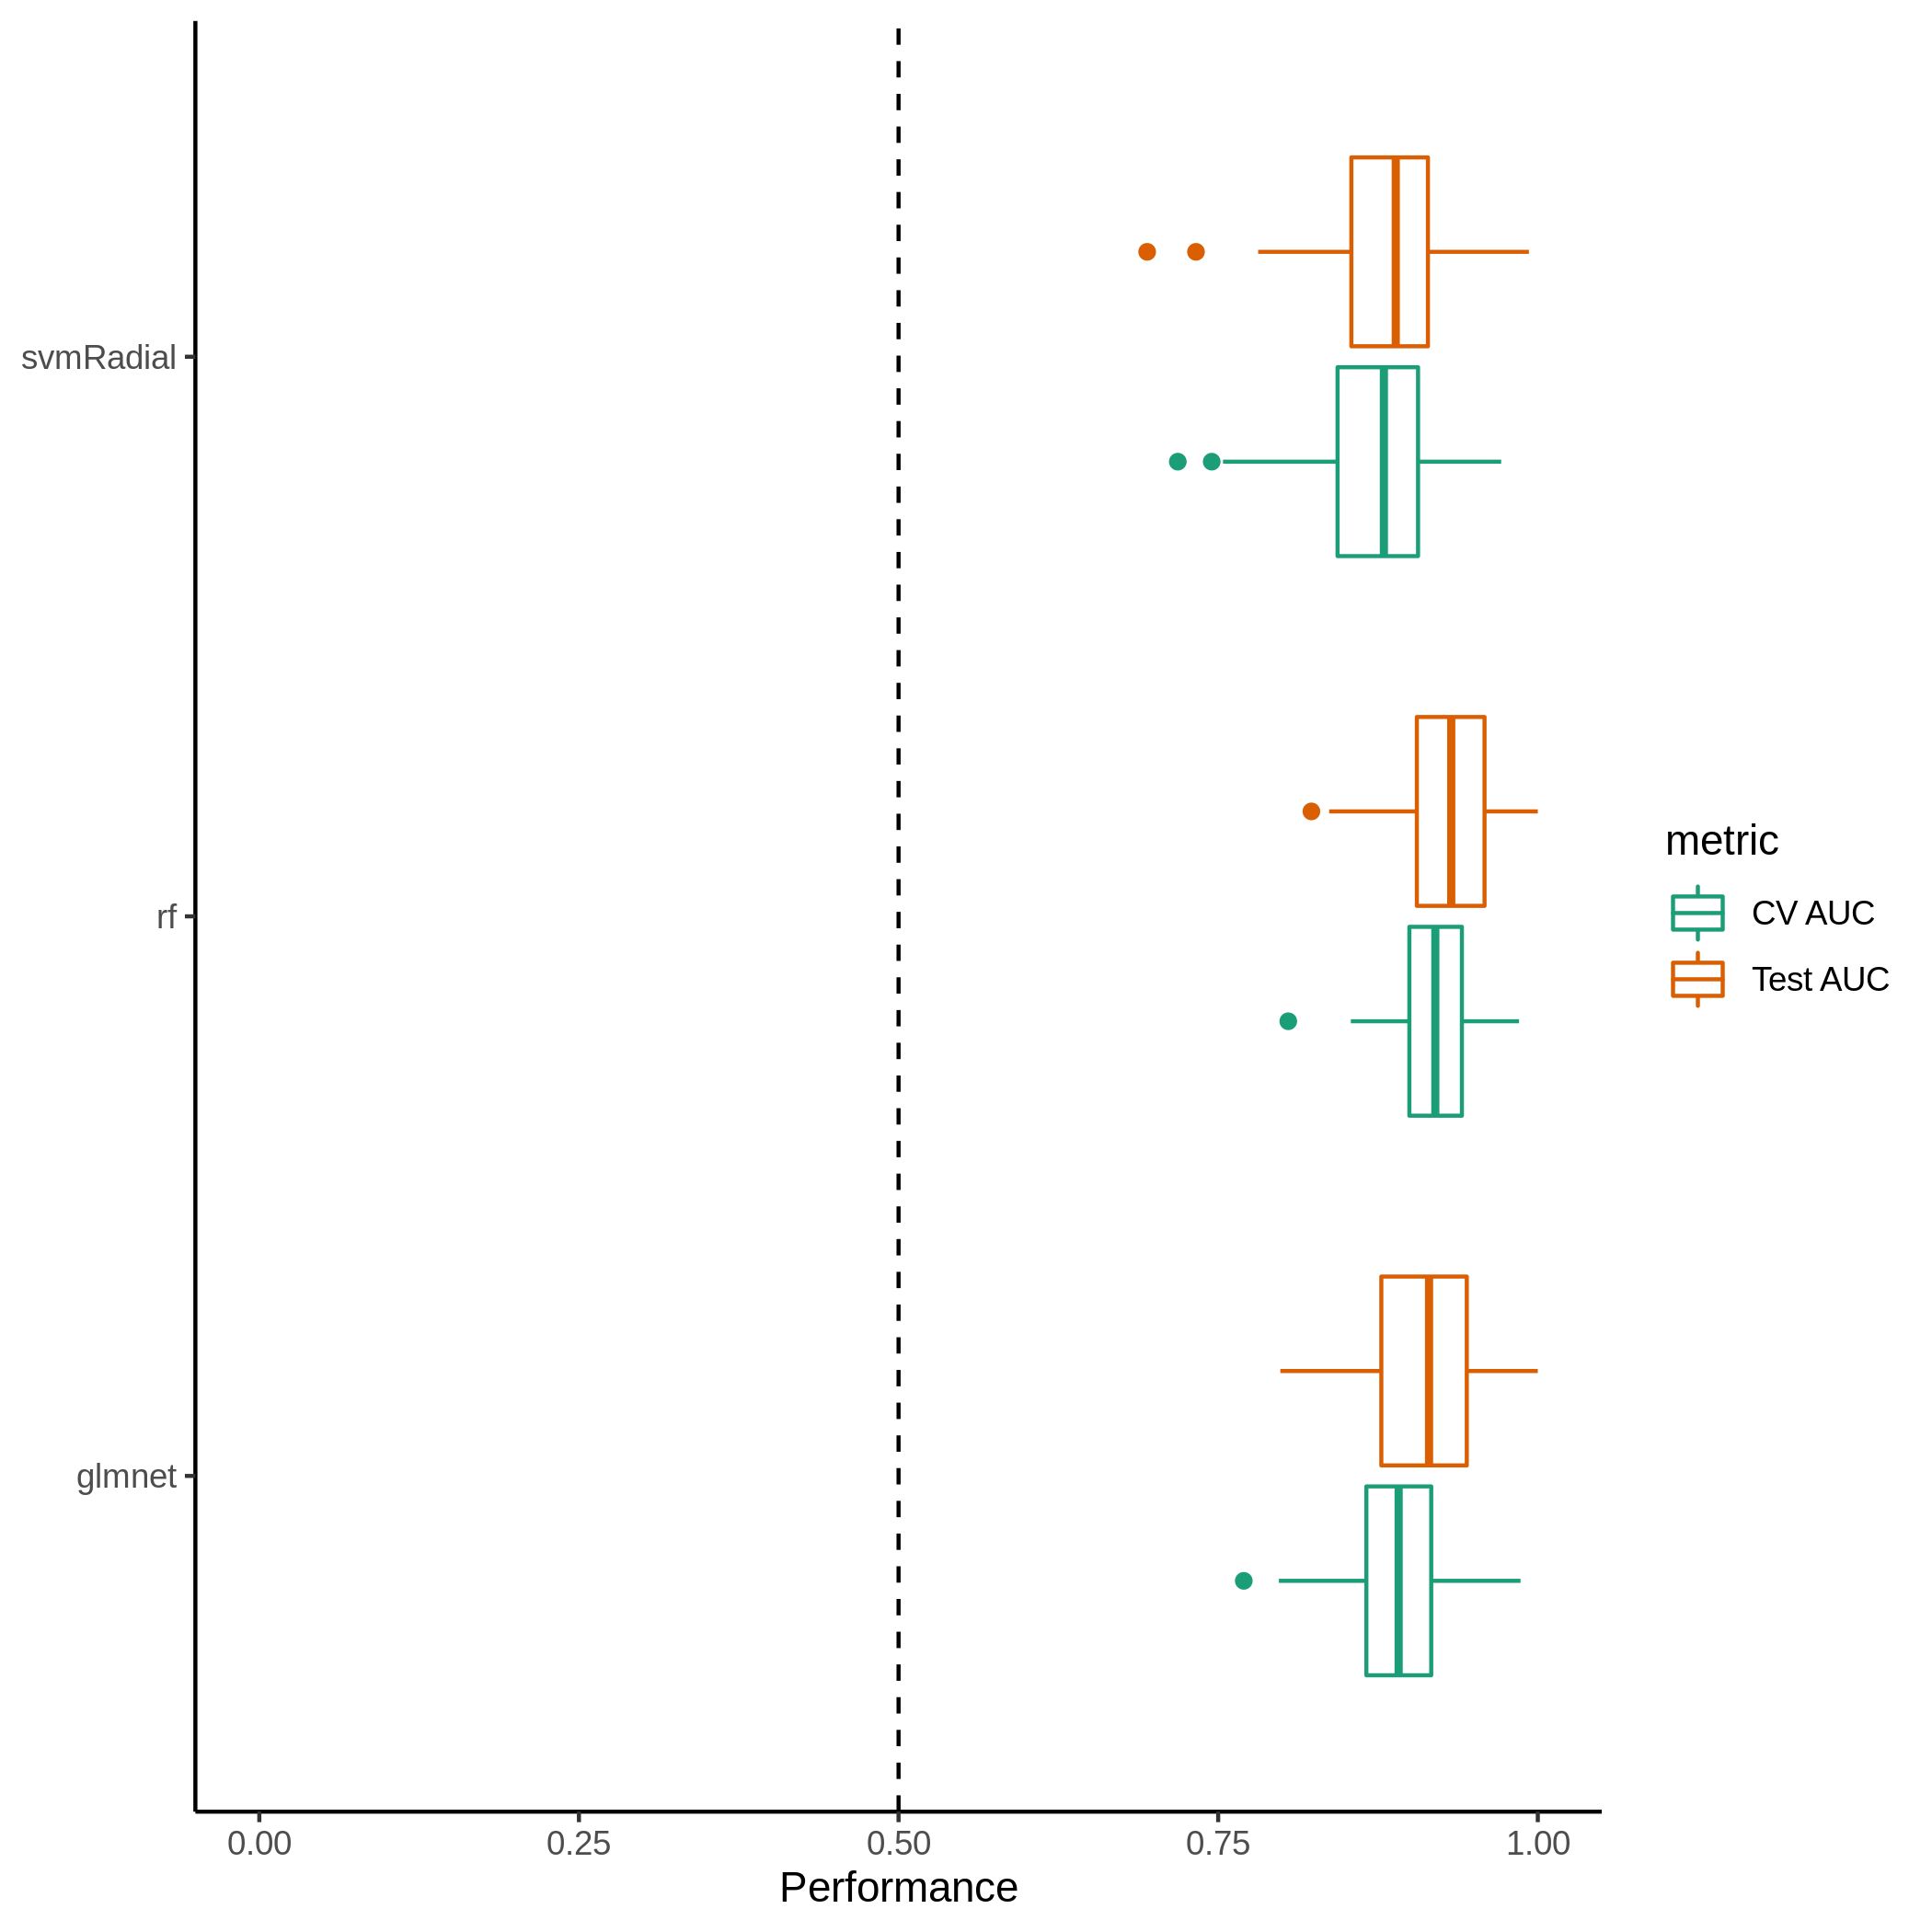 svmRadial
rf
glmnet
0.00
0.25
0.50
0.75
1.00
Performance
metric
CV AUC
Test AUC